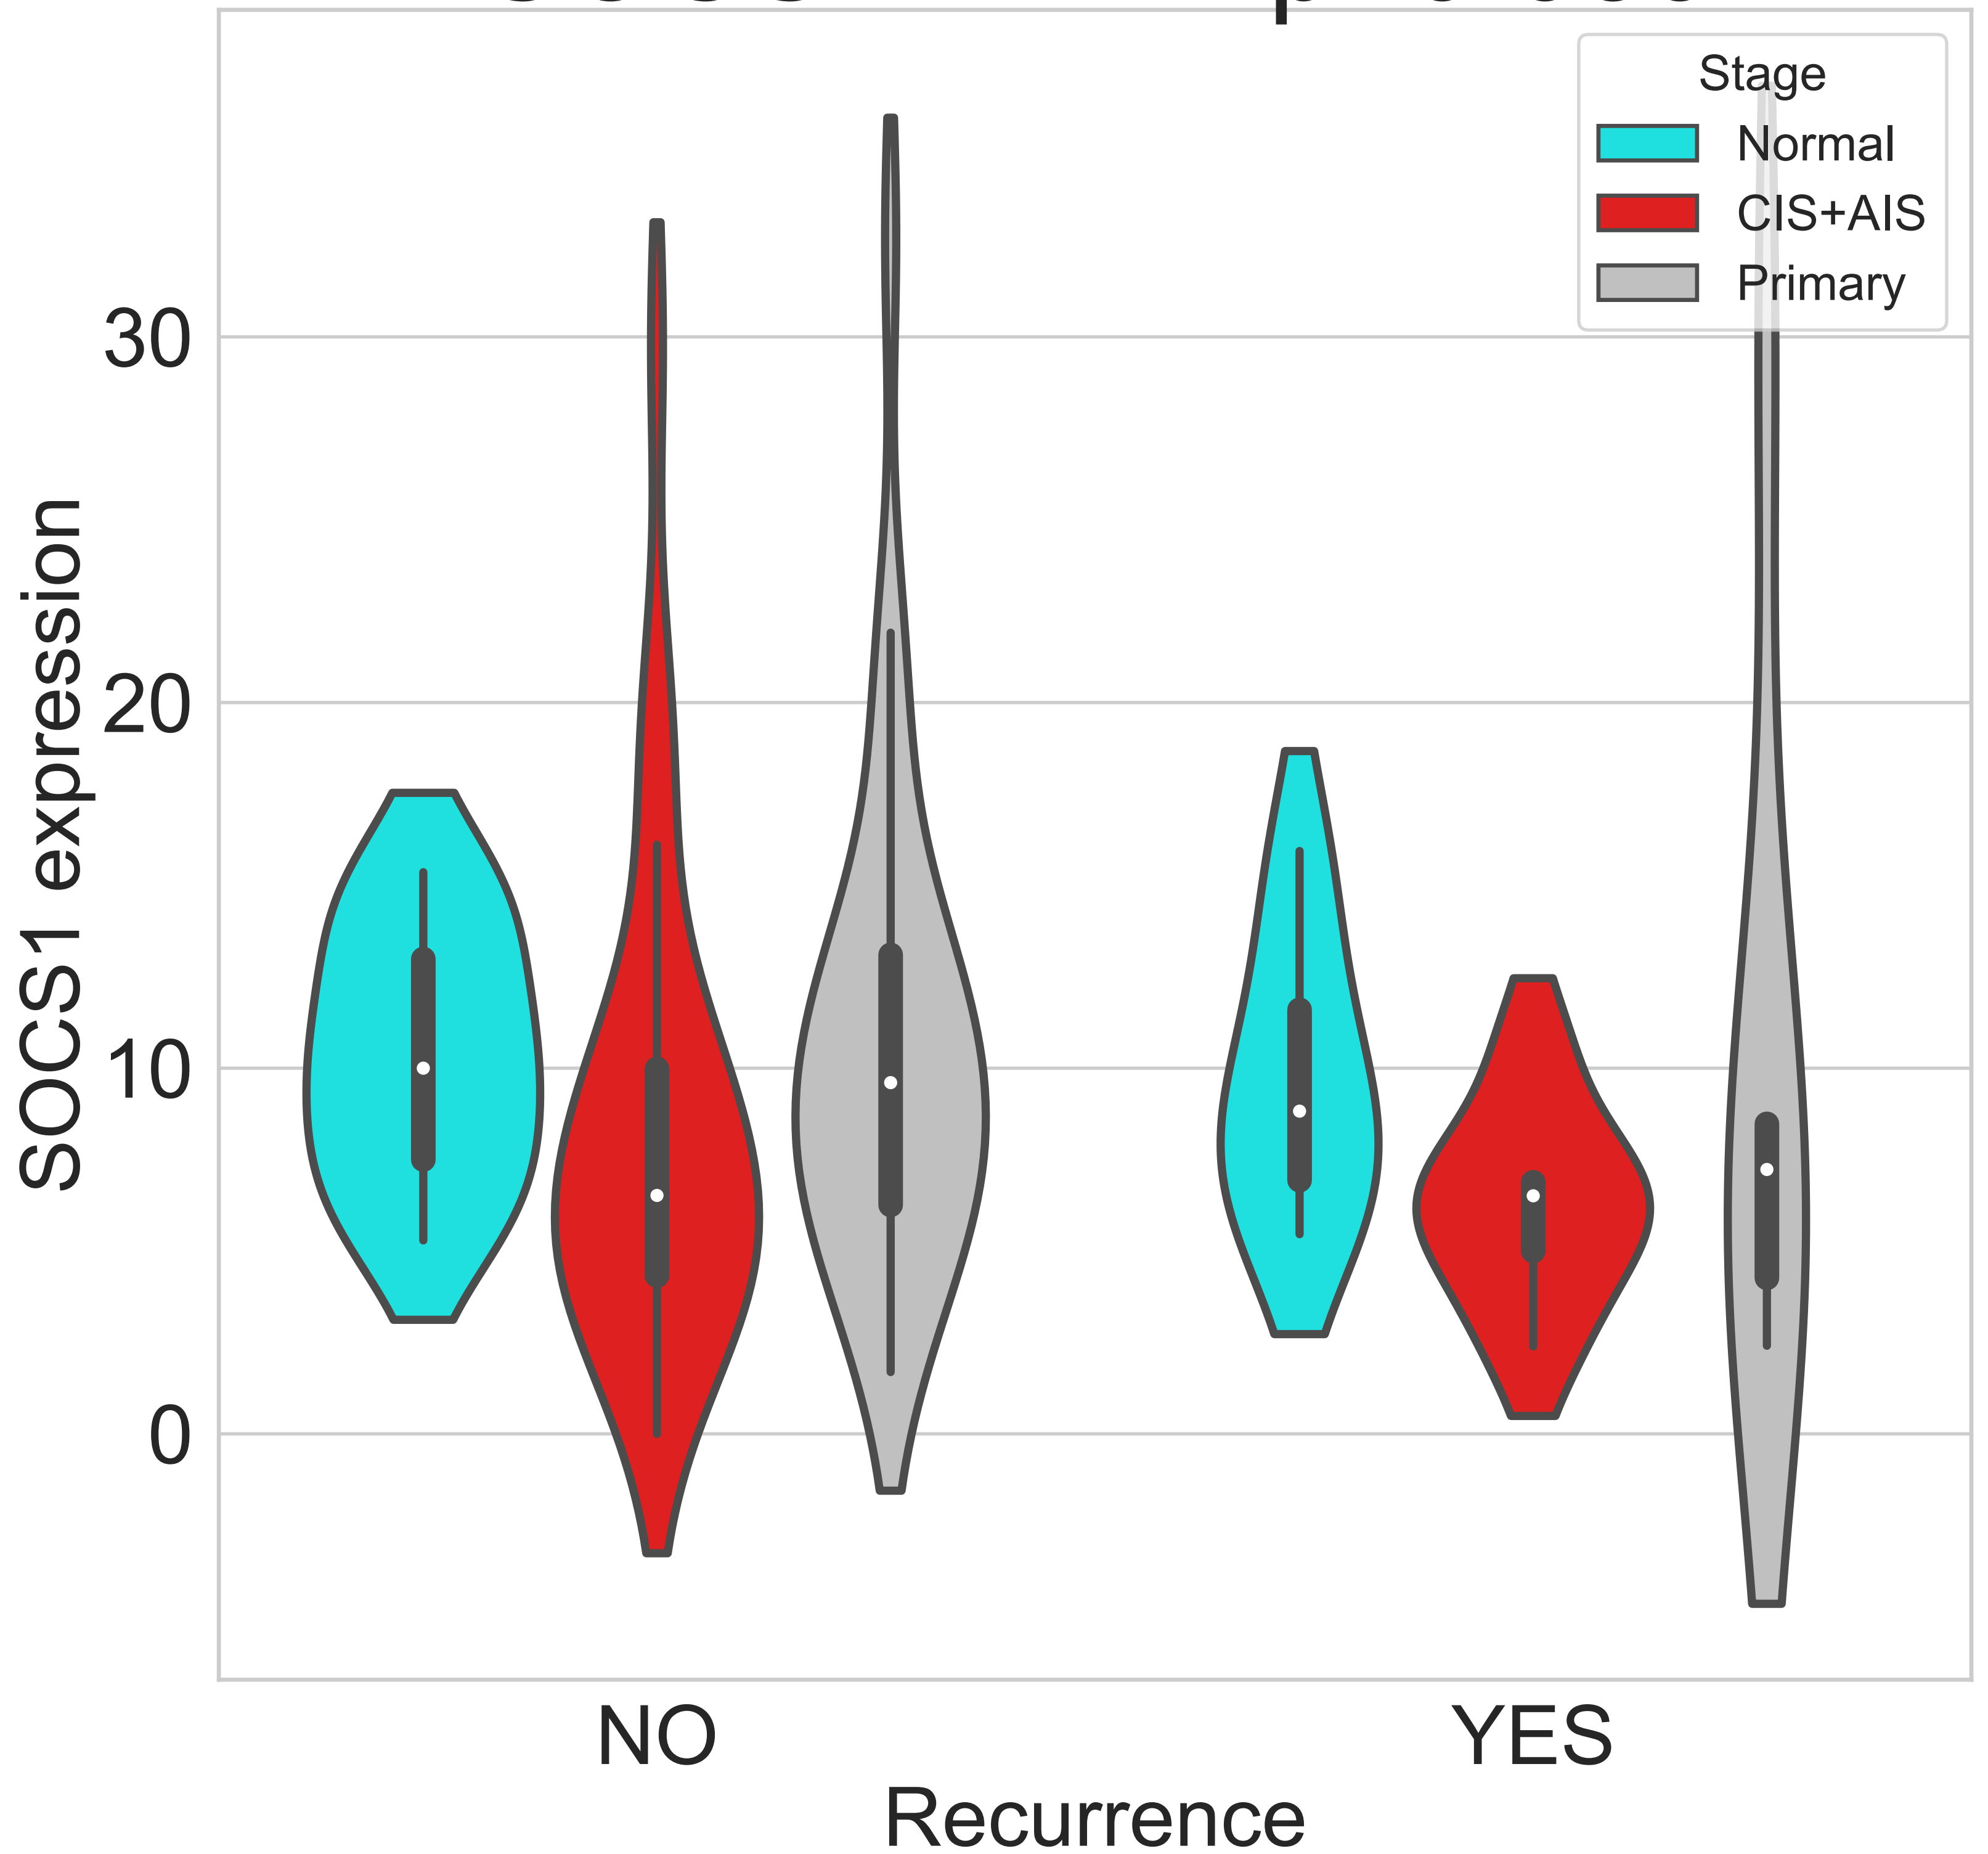 Stage
Normal
CIS+AIS
Primary
30
20
10
0
SOCS1 expression
NO
YES
Recurrence